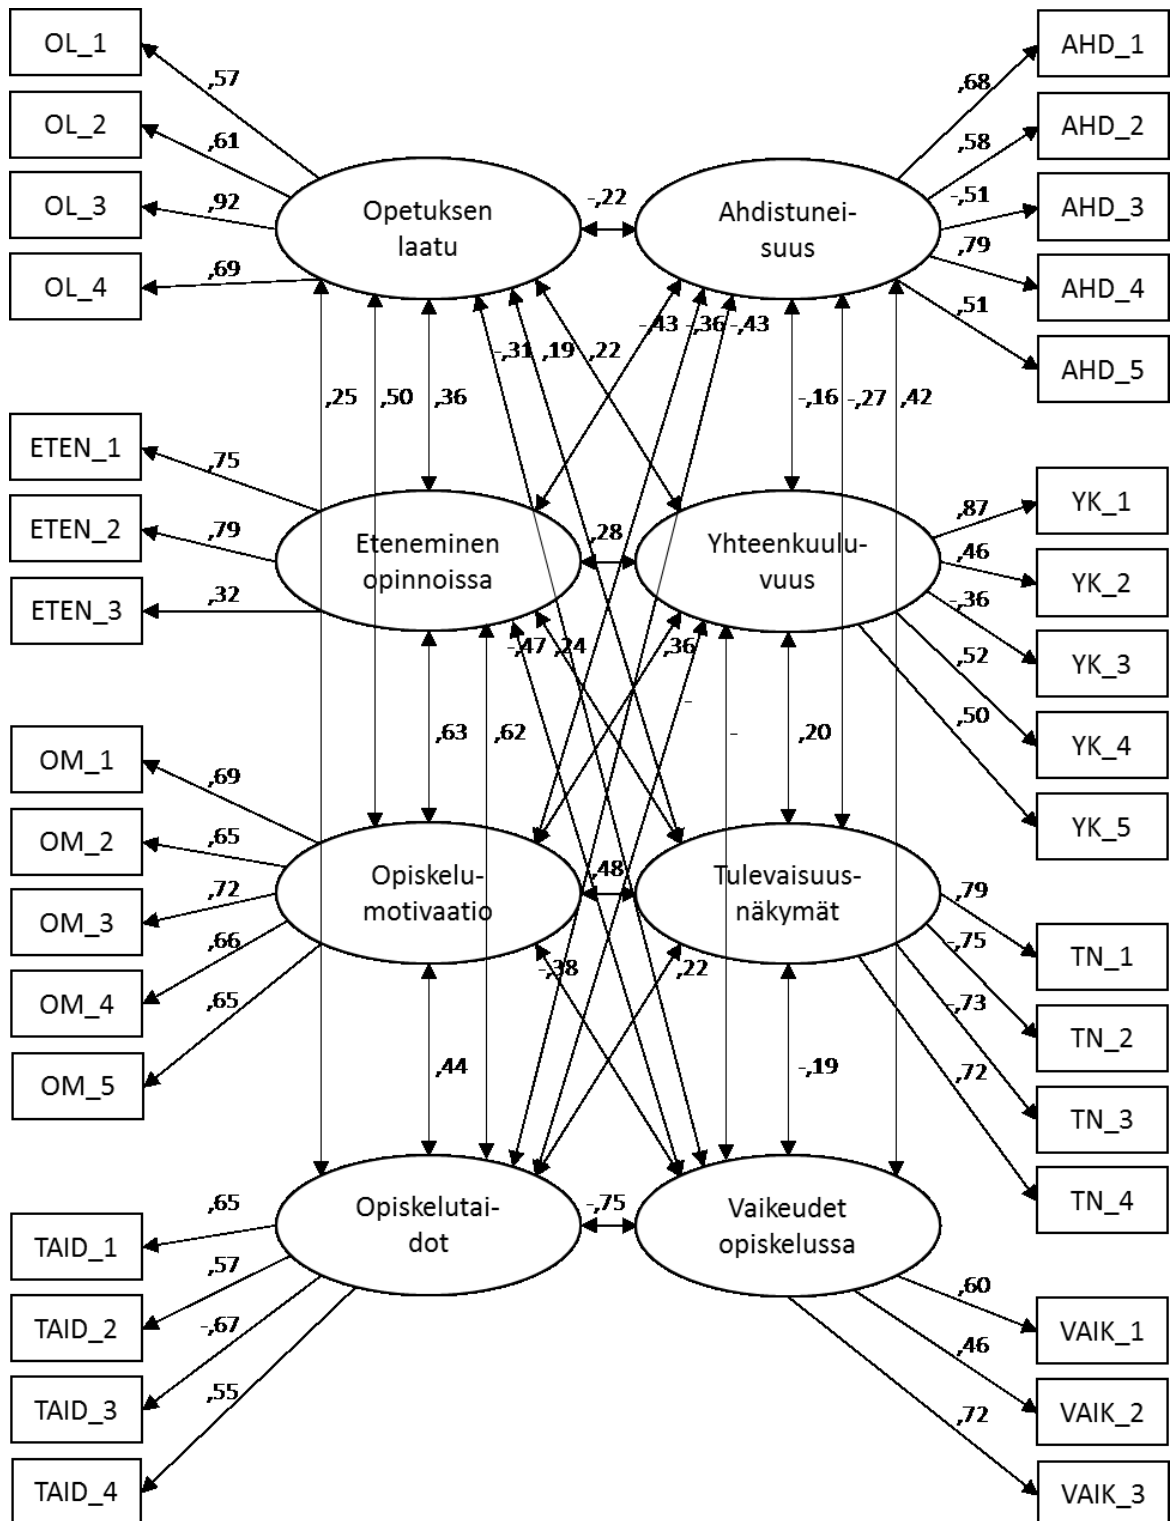 OL_1
AHD_1
,57
,68
OL_2
AHD_2
,61
,58
OL_3
AHD_3
,92
-,51
Opetuksen
laatu
-,22
Ahdistunei-
suus
OL_4
AHD_4
,69
,79
,51
AHD_5
-,31
,19
,22
-,43
-,36
-,43
,25
,50
,36
-,16
-,27
,42
ETEN_1
,75
ETEN_2
,79
ETEN_3
,32
Eteneminen
opinnoissa
,28
Yhteenkuulu-
vuus
YK_1
,87
YK_2
,46
YK_3
-,36
YK_4
,52
YK_5
,50
-,47
,24
,36
-
-
,63
,62
,20
OM_1
,69
OM_2
,65
OM_3
,72
OM_4
,66
OM_5
,65
Opiskelu-
motivaatio
,48
Tulevaisuus-
näkymät
,79
TN_1
-,75
TN_2
-,73
TN_3
,72
TN_4
-,38
,22
,44
-,19
Opiskelutai-
dot
-,75
Vaikeudet
opiskelussa
TAID_1
,65
TAID_2
,57
TAID_3
-,67
TAID_4
,55
,60
VAIK_1
,46
VAIK_2
,72
VAIK_3